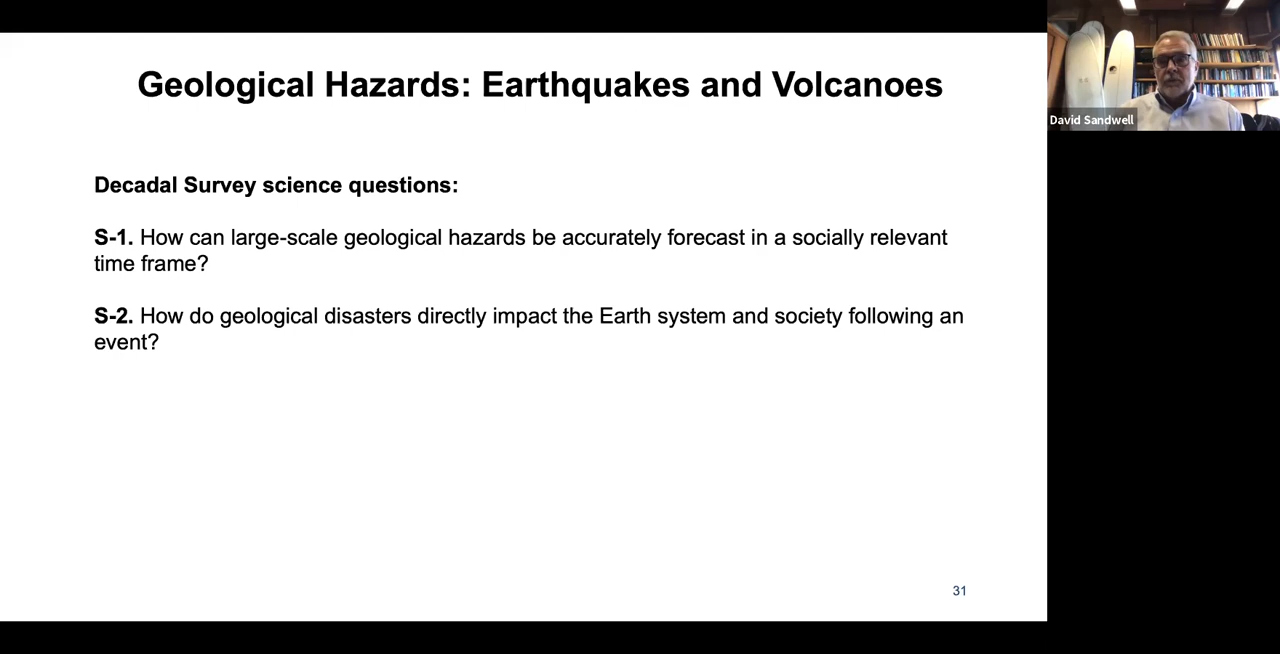 Geological Hazards: Earthquakes and Volcanoes
David Sandwell
Decadal Survey science questions:
S-1. How can large-scale geological hazards be accurately forecast in a socially relevant
time frame?
S-2. How do geological disasters directly impact the Earth system and society following an
event?
31